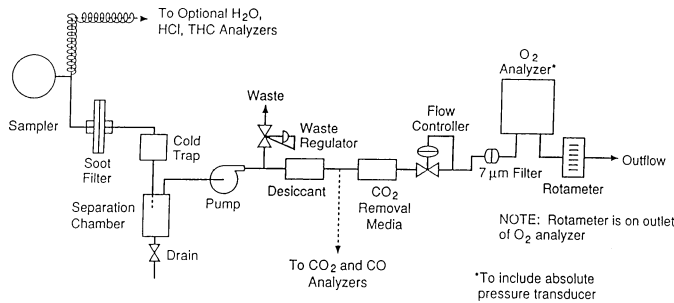 To Optional H₂O,
HCl, THC Analyzers
O₂
Analyzer*
Waste
Flow
Controller
Sampler
Soot
Filter
Cold
Trap
Waste
Regulator
Pump
Desiccant
CO₂
Removal
Media
7 μm Filter
Rotameter
Outflow
Separation
Chamber
Drain
To CO₂ and CO
Analyzers
NOTE: Rotameter is on outlet
of O₂ analyzer
*To include absolute
pressure transducer